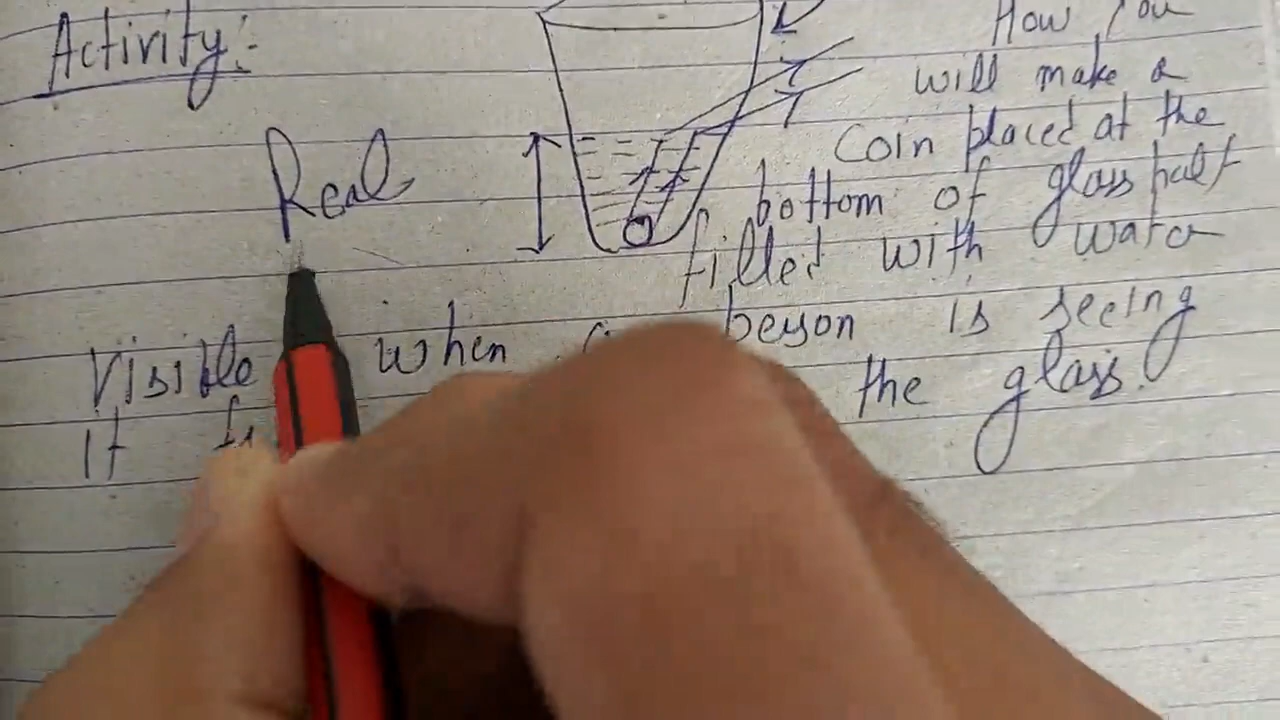 Activity:-
How You
will make a
Real
coin placed at the
bottom of glass half
filled with water
Visible when person is seeing
it the glass.